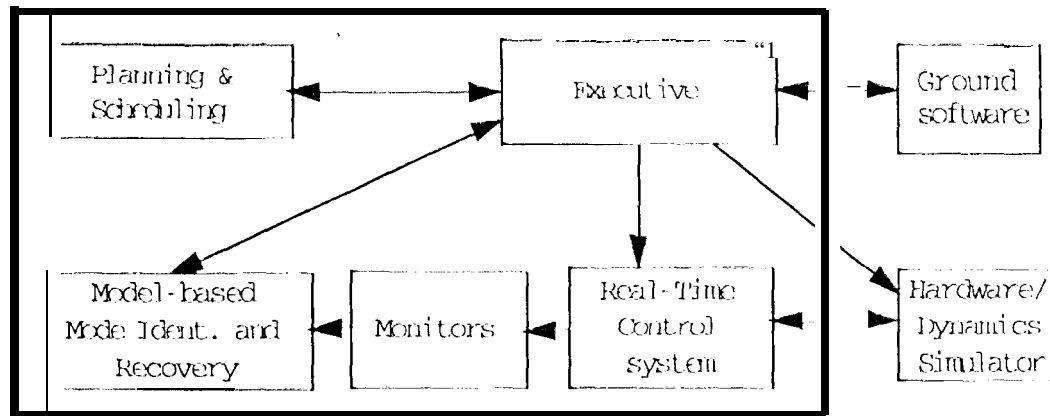 Planning &
Scheduling
Executive
“1
Ground
software
Model-based
Mode Ident. and
Recovery
Monitors
Real-Time
Control
system
Hardware/
Dynamics
Simulator